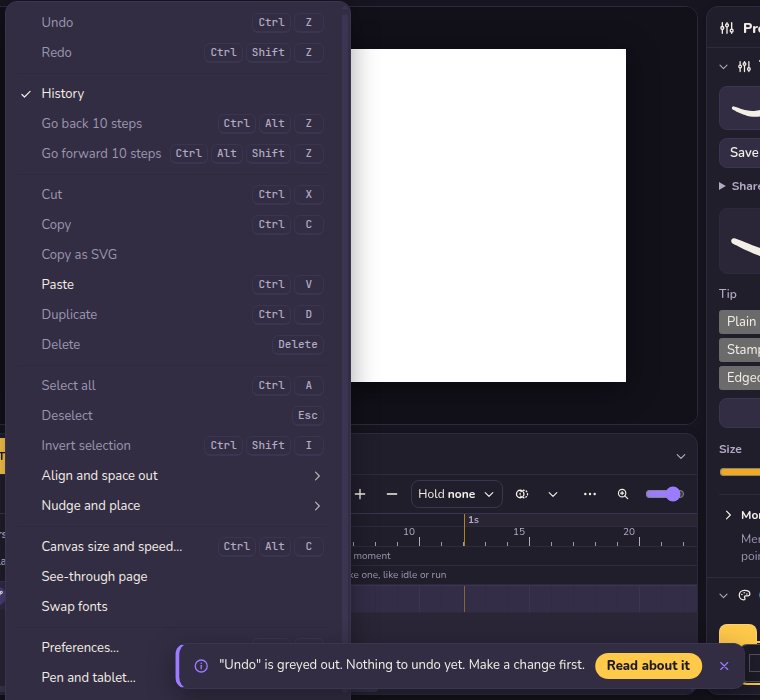 Undo Ctrl Z
Redo Ctrl Shift Z
History
Go back 10 steps Ctrl Alt Z
Go forward 10 steps Ctrl Alt Shift Z
Cut Ctrl X
Copy Ctrl C
Copy as SVG
Paste Ctrl V
Duplicate Ctrl D
Delete Delete
Select all Ctrl A
Deselect Esc
Invert selection Ctrl Shift I
Align and space out
Nudge and place
Canvas size and speed... Ctrl Alt C
See-through page
Swap fonts
Preferences...
Pen and tablet...
Hold none
1s
10 15 20
moment
one, like idle or run
Save
Tip
Plain
Size
"Undo" is greyed out. Nothing to undo yet. Make a change first. Read about it